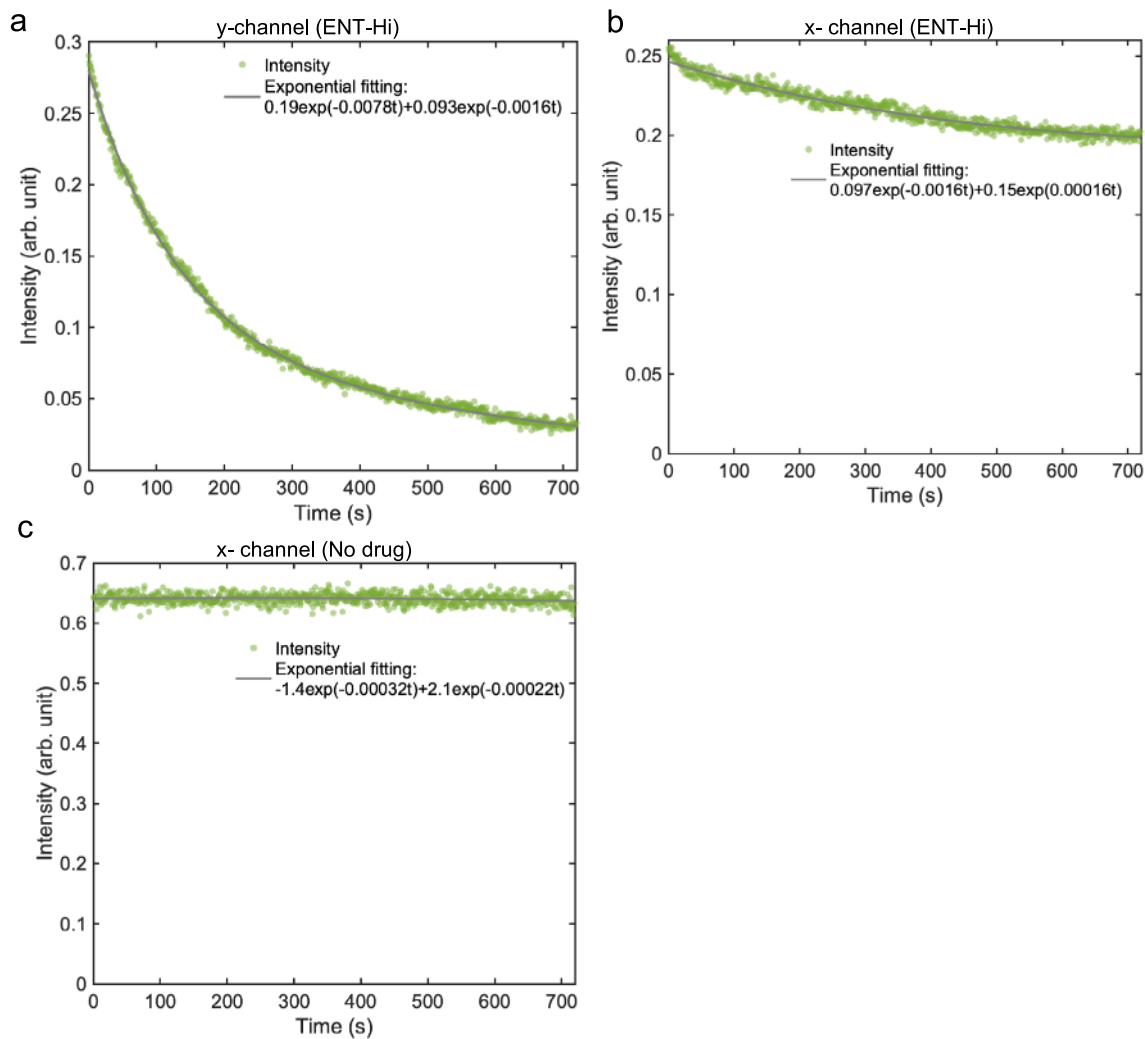 a
y-channel (ENT-Hi)
0.3
0.25
0.2
0.15
0.1
0.05
0
Intensity (arb. unit)
Intensity
Exponential fitting:
0.19exp(-0.0078t)+0.093exp(-0.0016t)
0 100 200 300 400 500 600 700
Time (s)
b
x- channel (ENT-Hi)
0.25
0.2
0.15
0.1
0.05
0
Intensity (arb. unit)
Intensity
Exponential fitting:
0.097exp(-0.0016t)+0.15exp(0.00016t)
0 100 200 300 400 500 600 700
Time (s)
c
x- channel (No drug)
0.7
0.6
0.5
0.4
0.3
0.2
0.1
0
Intensity (arb. unit)
Intensity
Exponential fitting:
-1.4exp(-0.00032t)+2.1exp(-0.00022t)
0 100 200 300 400 500 600 700
Time (s)